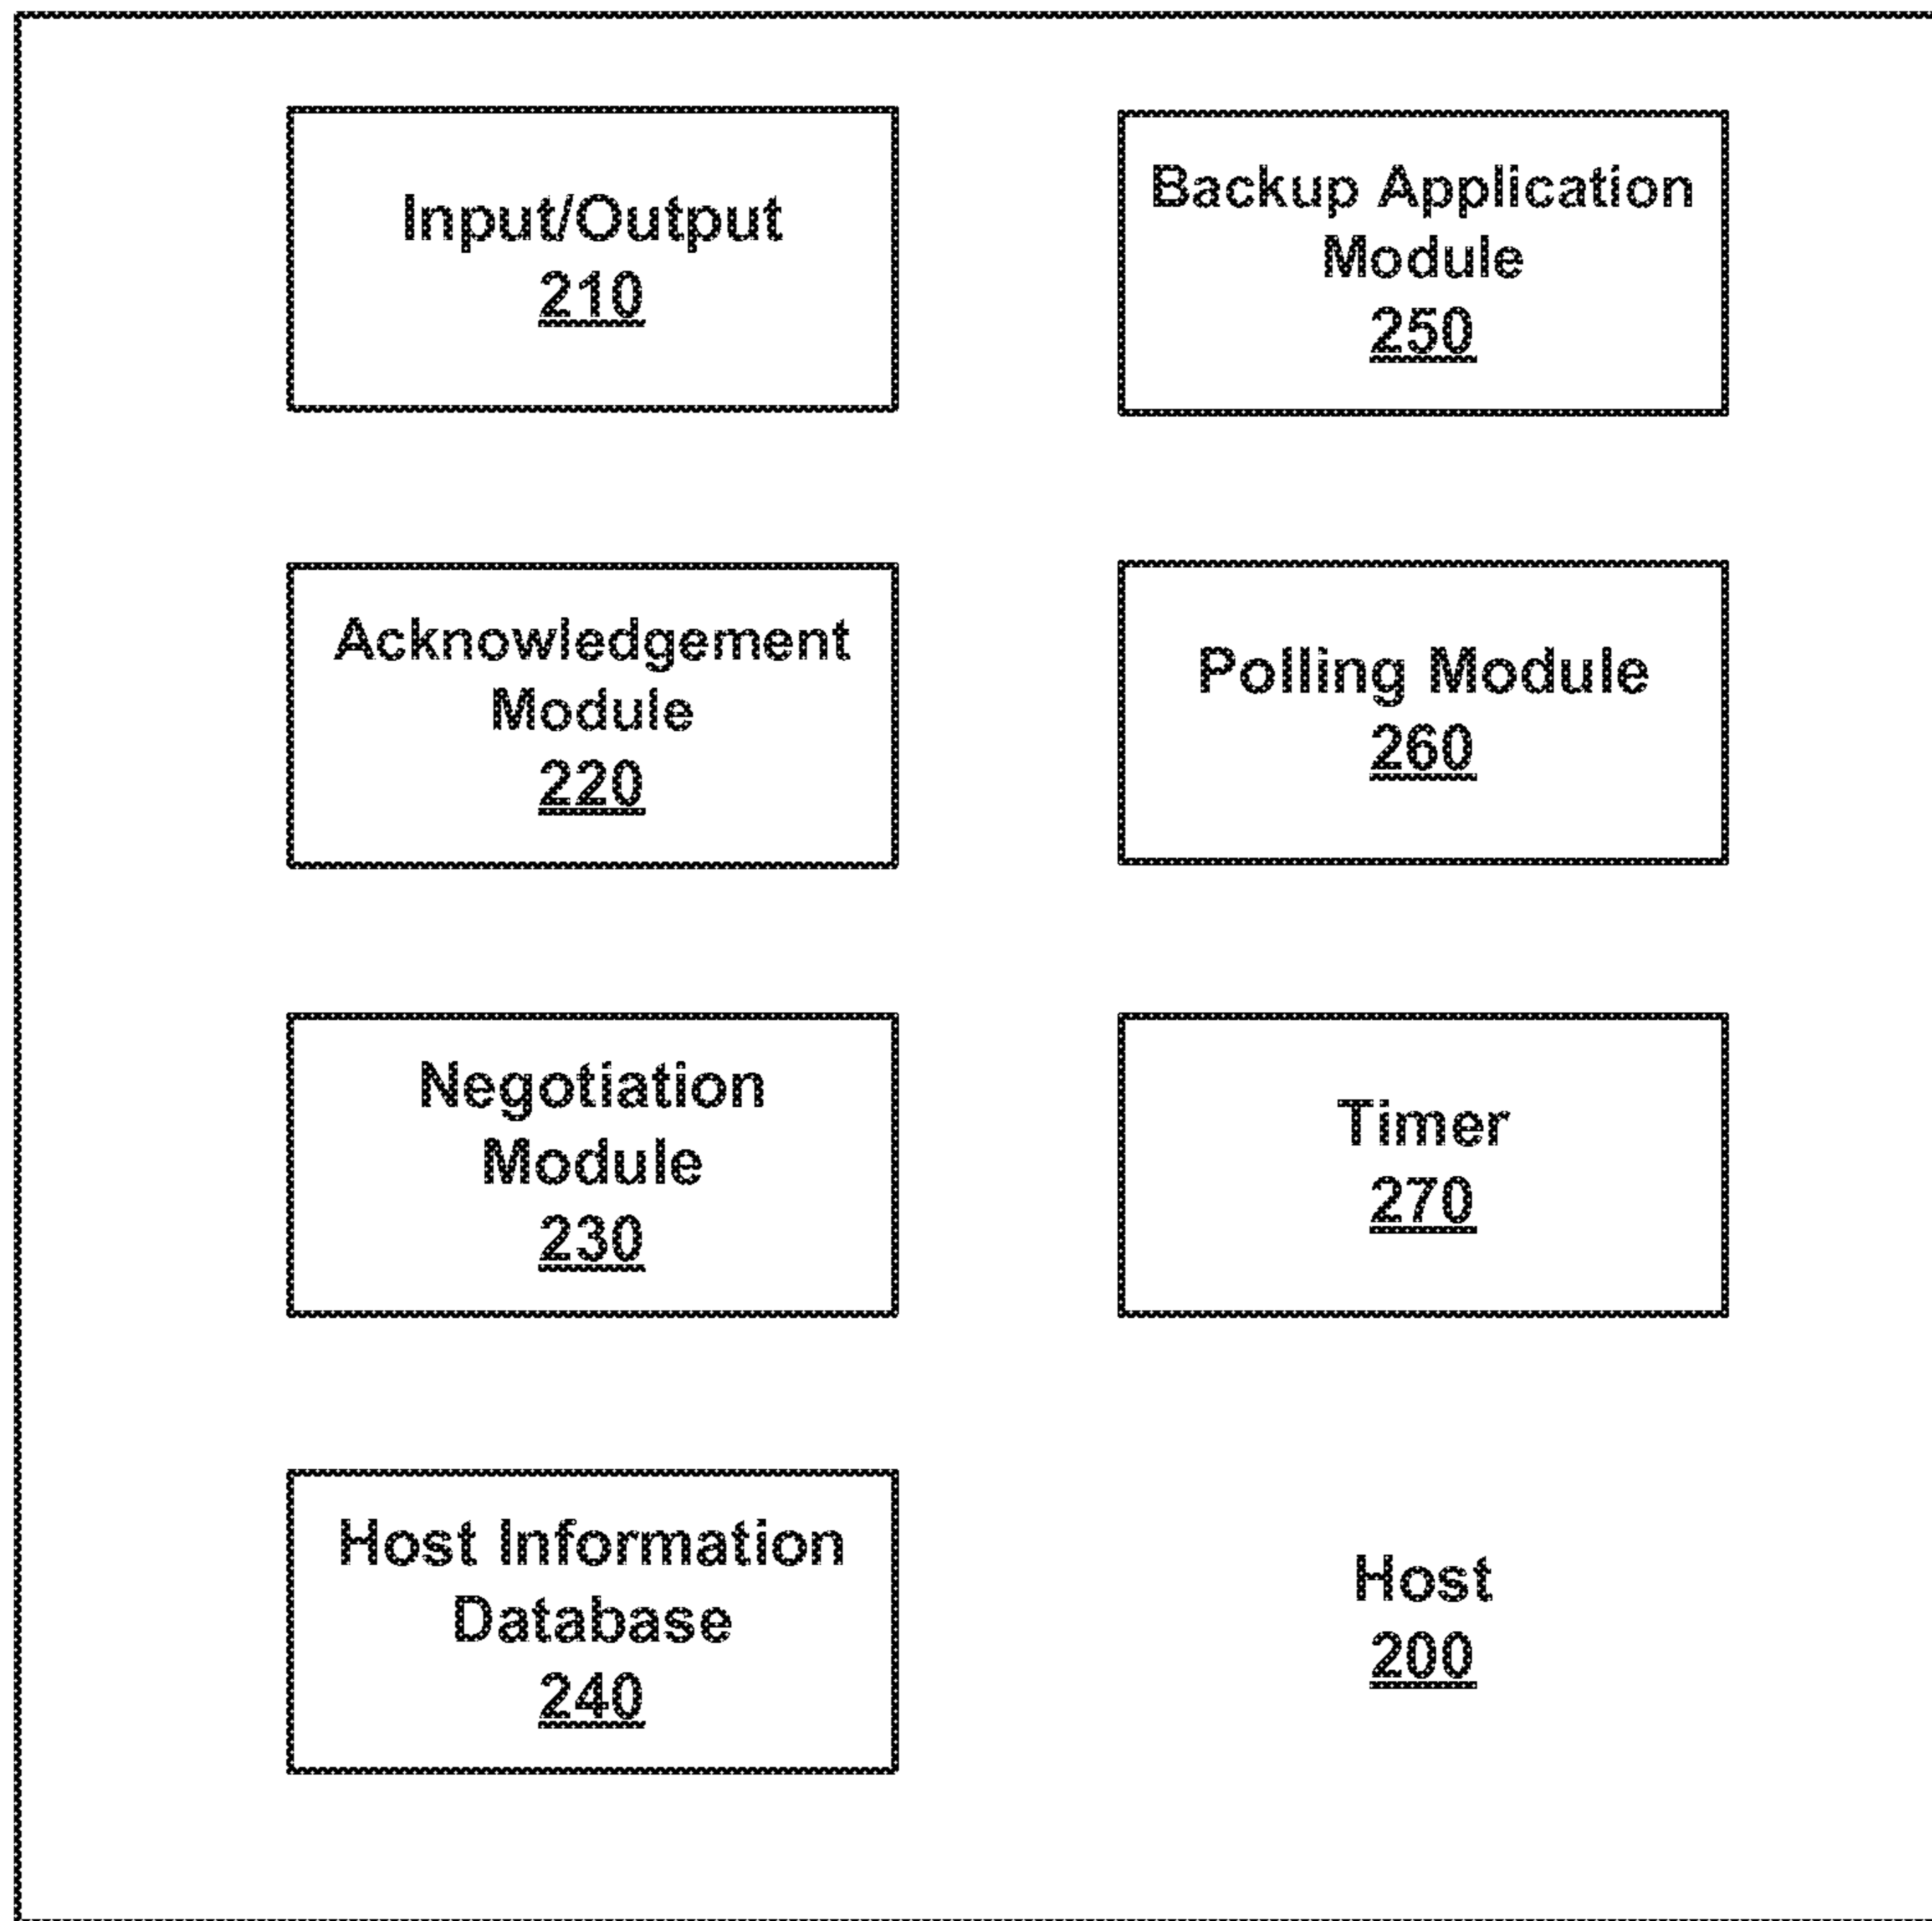 Input/Output
210
Backup Application
Module
250
Acknowledgement
Module
220
Polling Module
260
Negotiation
Module
230
Timer
270
Host Information
Database
240
Host
200